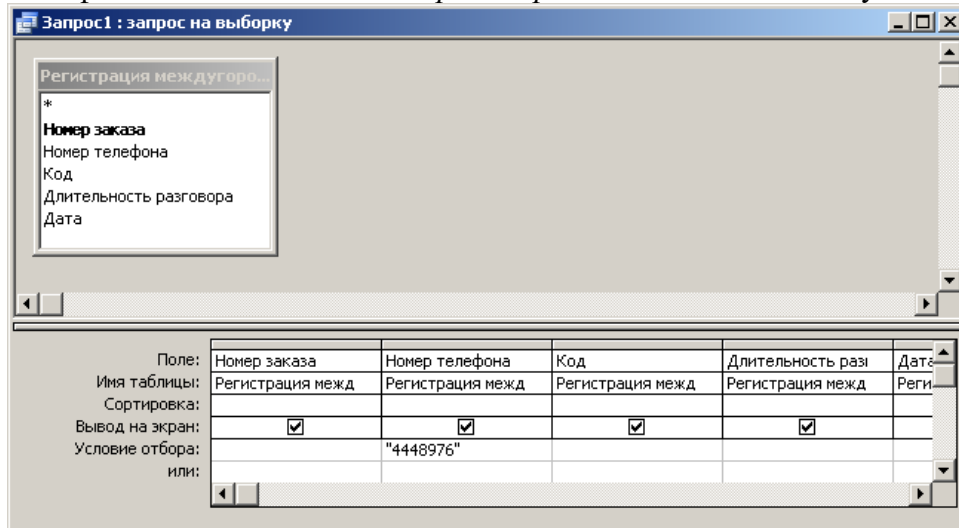 Запрос1 : запрос на выборку
Регистрация междугоро...
*
Номер заказа
Номер телефона
Код
Длительность разговора
Дата
Поле: Номер заказа Номер телефона Код Длительность разг Дата
Имя таблицы: Регистрация межд Регистрация межд Регистрация межд Регистрация межд Реги
Сортировка:
Вывод на экран:
Условие отбора: "4448976"
или: